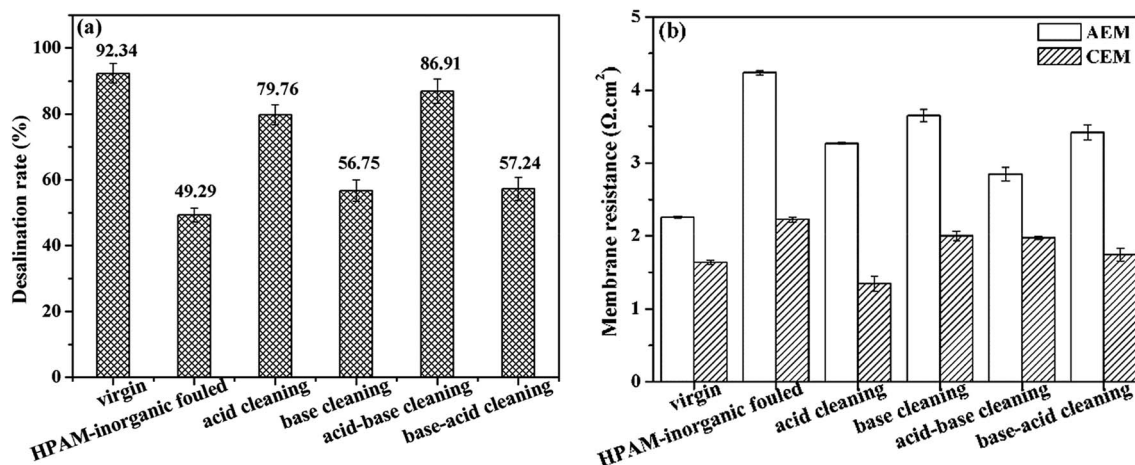 (a)
92.34
49.29
79.76
56.75
86.91
57.24
100
80
60
40
20
0
Desalination rate (%)
virgin
HPAM-inorganic fouled
acid cleaning
base cleaning
acid-base cleaning
base-acid cleaning
(b)
AEM
CEM
5
4
3
2
1
0
Membrane resistance (Ω.cm²)
virgin
HPAM-inorganic fouled
acid cleaning
base cleaning
acid-base cleaning
base-acid cleaning